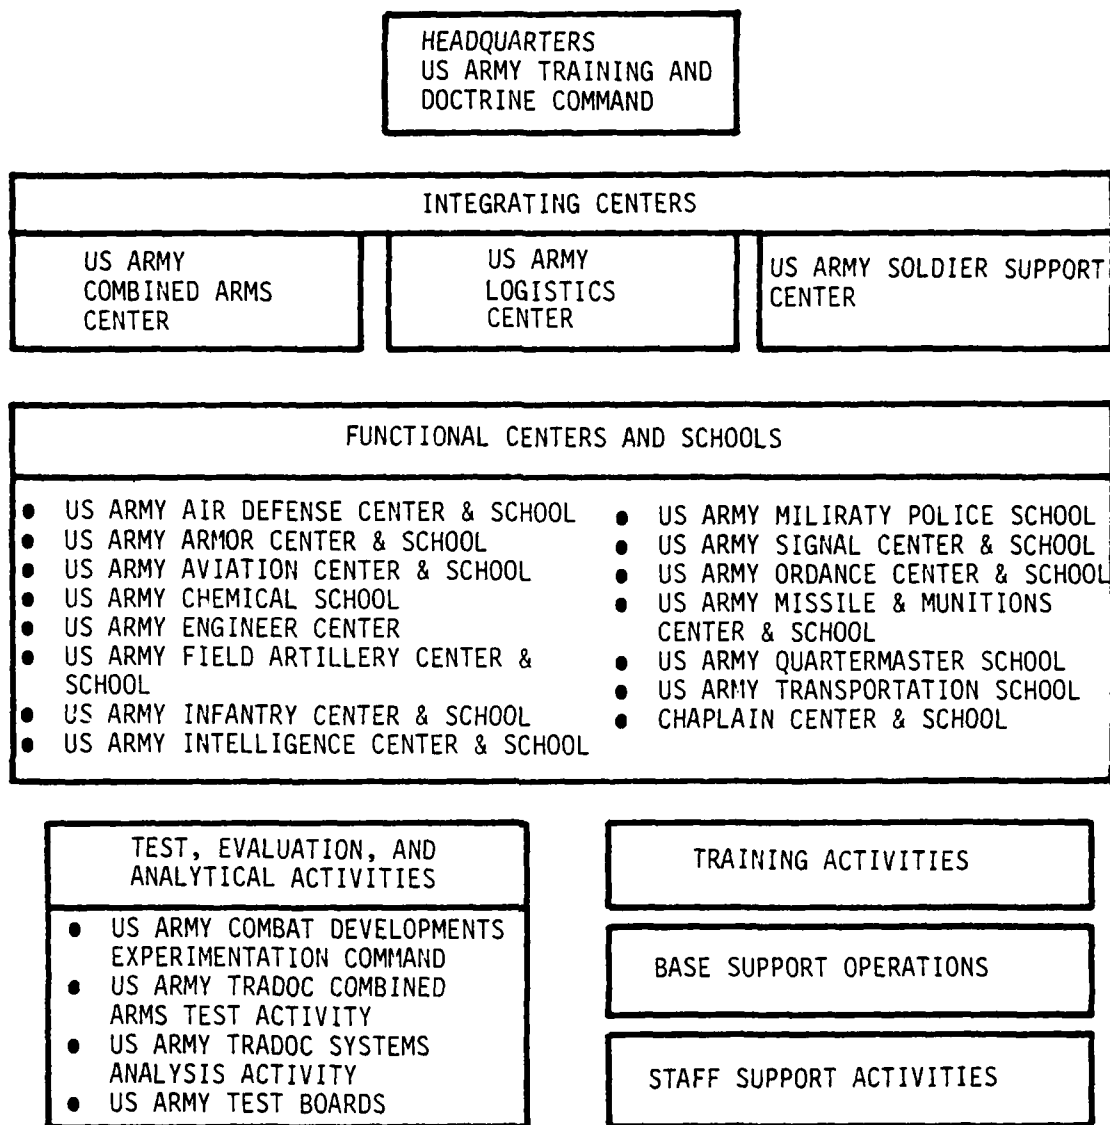 HEADQUARTERS
US ARMY TRAINING AND
DOCTRINE COMMAND
INTEGRATING CENTERS
US ARMY
COMBINED ARMS
CENTER
US ARMY
LOGISTICS
CENTER
US ARMY SOLDIER SUPPORT
CENTER
FUNCTIONAL CENTERS AND SCHOOLS
● US ARMY AIR DEFENSE CENTER & SCHOOL
● US ARMY ARMOR CENTER & SCHOOL
● US ARMY AVIATION CENTER & SCHOOL
● US ARMY CHEMICAL SCHOOL
● US ARMY ENGINEER CENTER
● US ARMY FIELD ARTILLERY CENTER &
SCHOOL
● US ARMY INFANTRY CENTER & SCHOOL
● US ARMY INTELLIGENCE CENTER & SCHOOL
● US ARMY MILIRATY POLICE SCHOOL
● US ARMY SIGNAL CENTER & SCHOOL
● US ARMY ORDANCE CENTER & SCHOOL
● US ARMY MISSILE & MUNITIONS
CENTER & SCHOOL
● US ARMY QUARTERMASTER SCHOOL
● US ARMY TRANSPORTATION SCHOOL
● CHAPLAIN CENTER & SCHOOL
TEST, EVALUATION, AND
ANALYTICAL ACTIVITIES
● US ARMY COMBAT DEVELOPMENTS
EXPERIMENTATION COMMAND
● US ARMY TRADOC COMBINED
ARMS TEST ACTIVITY
● US ARMY TRADOC SYSTEMS
ANALYSIS ACTIVITY
● US ARMY TEST BOARDS
TRAINING ACTIVITIES
BASE SUPPORT OPERATIONS
STAFF SUPPORT ACTIVITIES